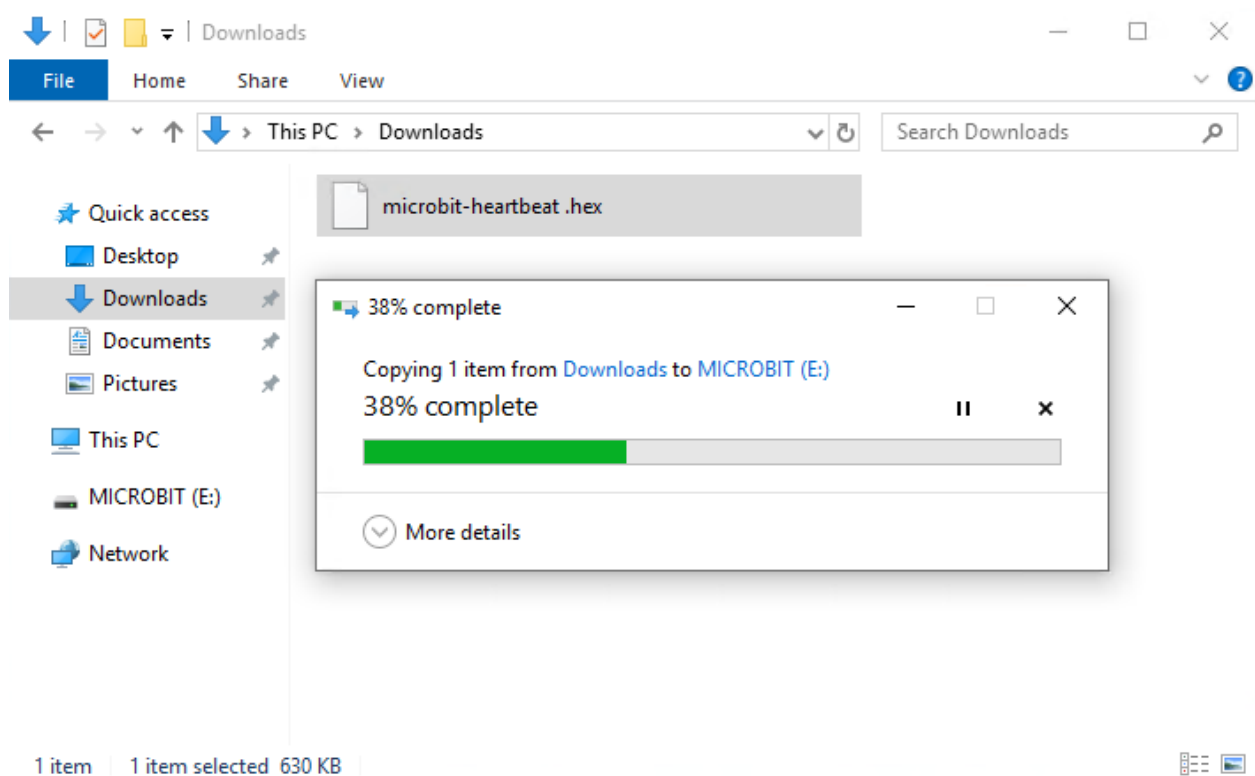 Downloads
File Home Share View
This PC > Downloads
Search Downloads
Quick access
Desktop
Downloads
Documents
Pictures
This PC
MICROBIT (E:)
Network
microbit-heartbeat .hex
38% complete
Copying 1 item from Downloads to MICROBIT (E:)
38% complete
More details
1 item 1 item selected 630 KB